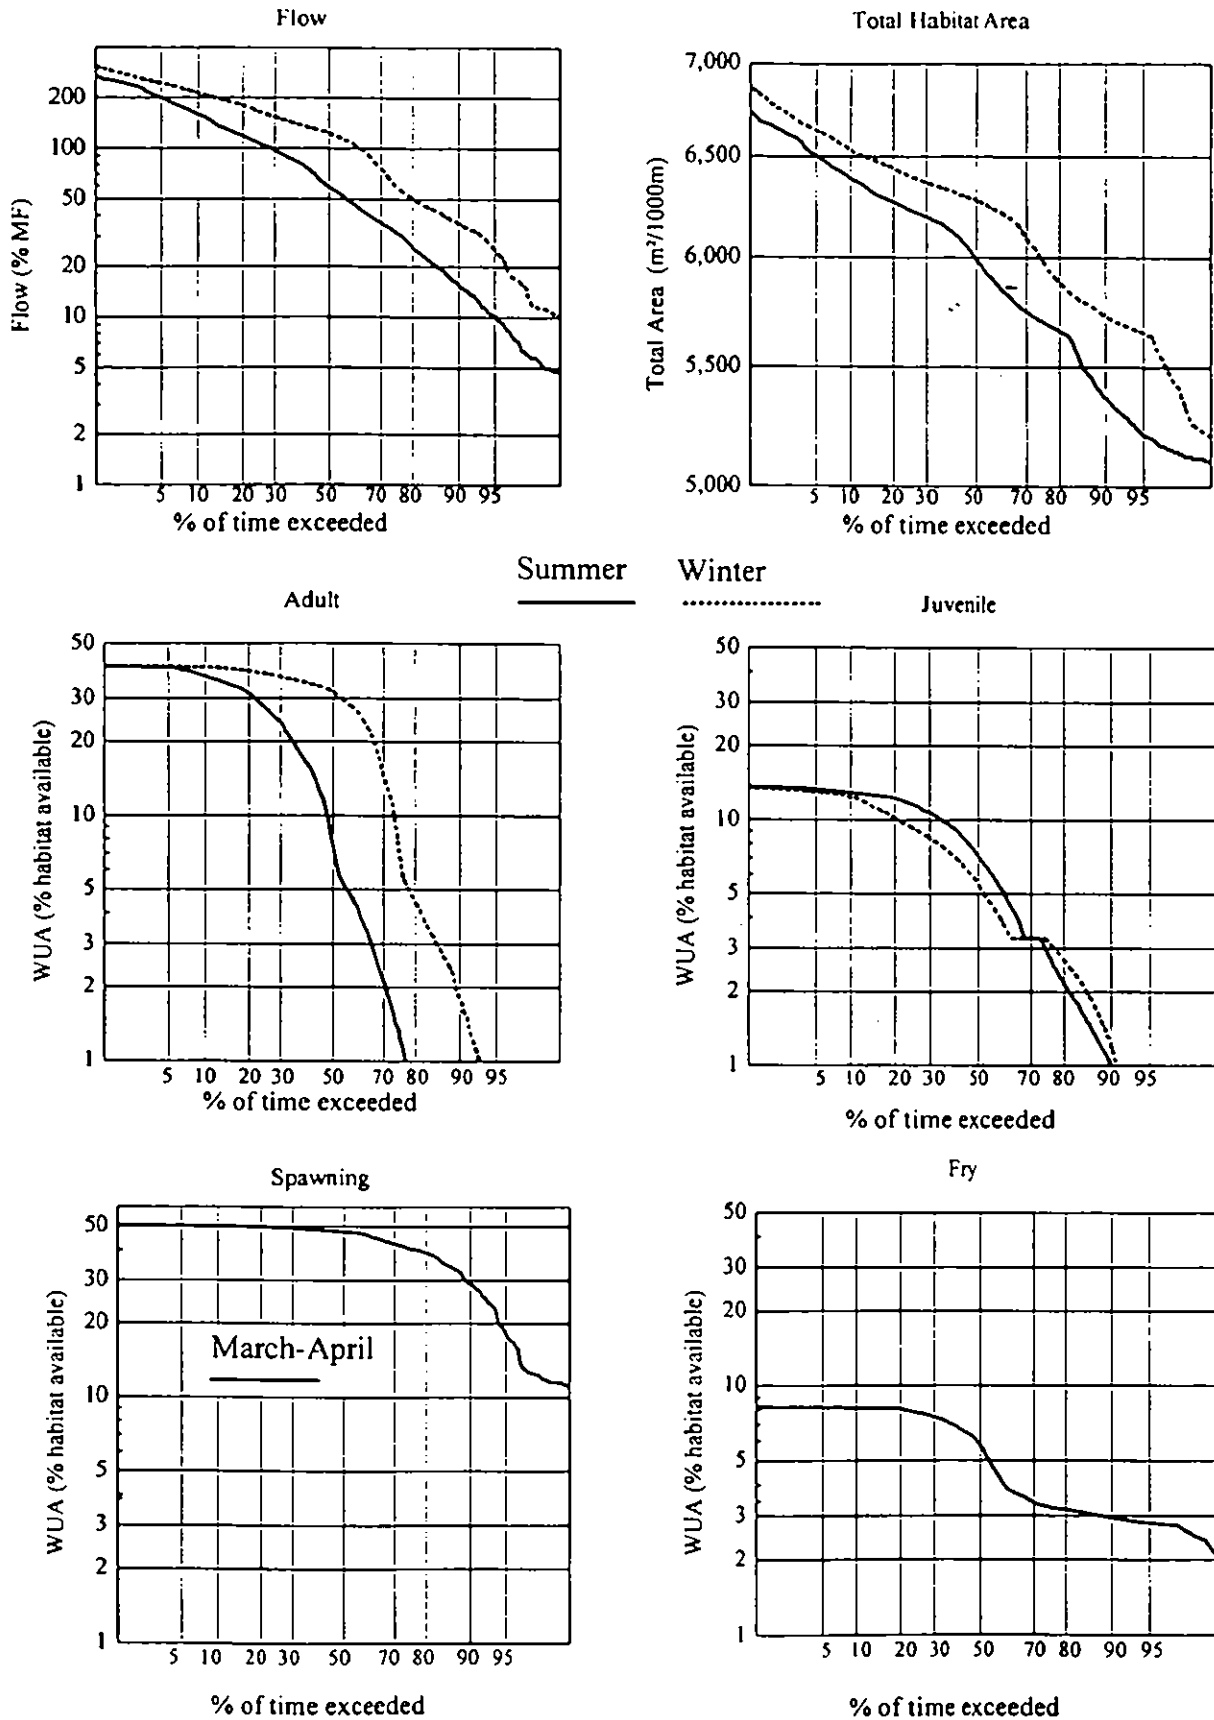 Flow
Flow (% MF)
200
100
50
20
10
5
2
1
5 10 20 30 50 70 80 90 95
% of time exceeded
Total Habitat Area
Total Area (m²/1000m)
7,000
6,500
6,000
5,500
5,000
5 10 20 30 50 70 80 90 95
% of time exceeded
Summer Winter
Adult
WUA (% habitat available)
50
30
20
10
5
3
2
1
5 10 20 30 50 70 80 90 95
% of time exceeded
Juvenile
WUA (% habitat available)
50
30
20
10
5
3
2
1
5 10 20 30 50 70 80 90 95
% of time exceeded
Spawning
WUA (% habitat available)
50
30
20
10
5
3
2
1
March-April
5 10 20 30 50 70 80 90 95
% of time exceeded
Fry
WUA (% habitat available)
50
30
20
10
5
3
2
1
5 10 20 30 50 70 80 90 95
% of time exceeded